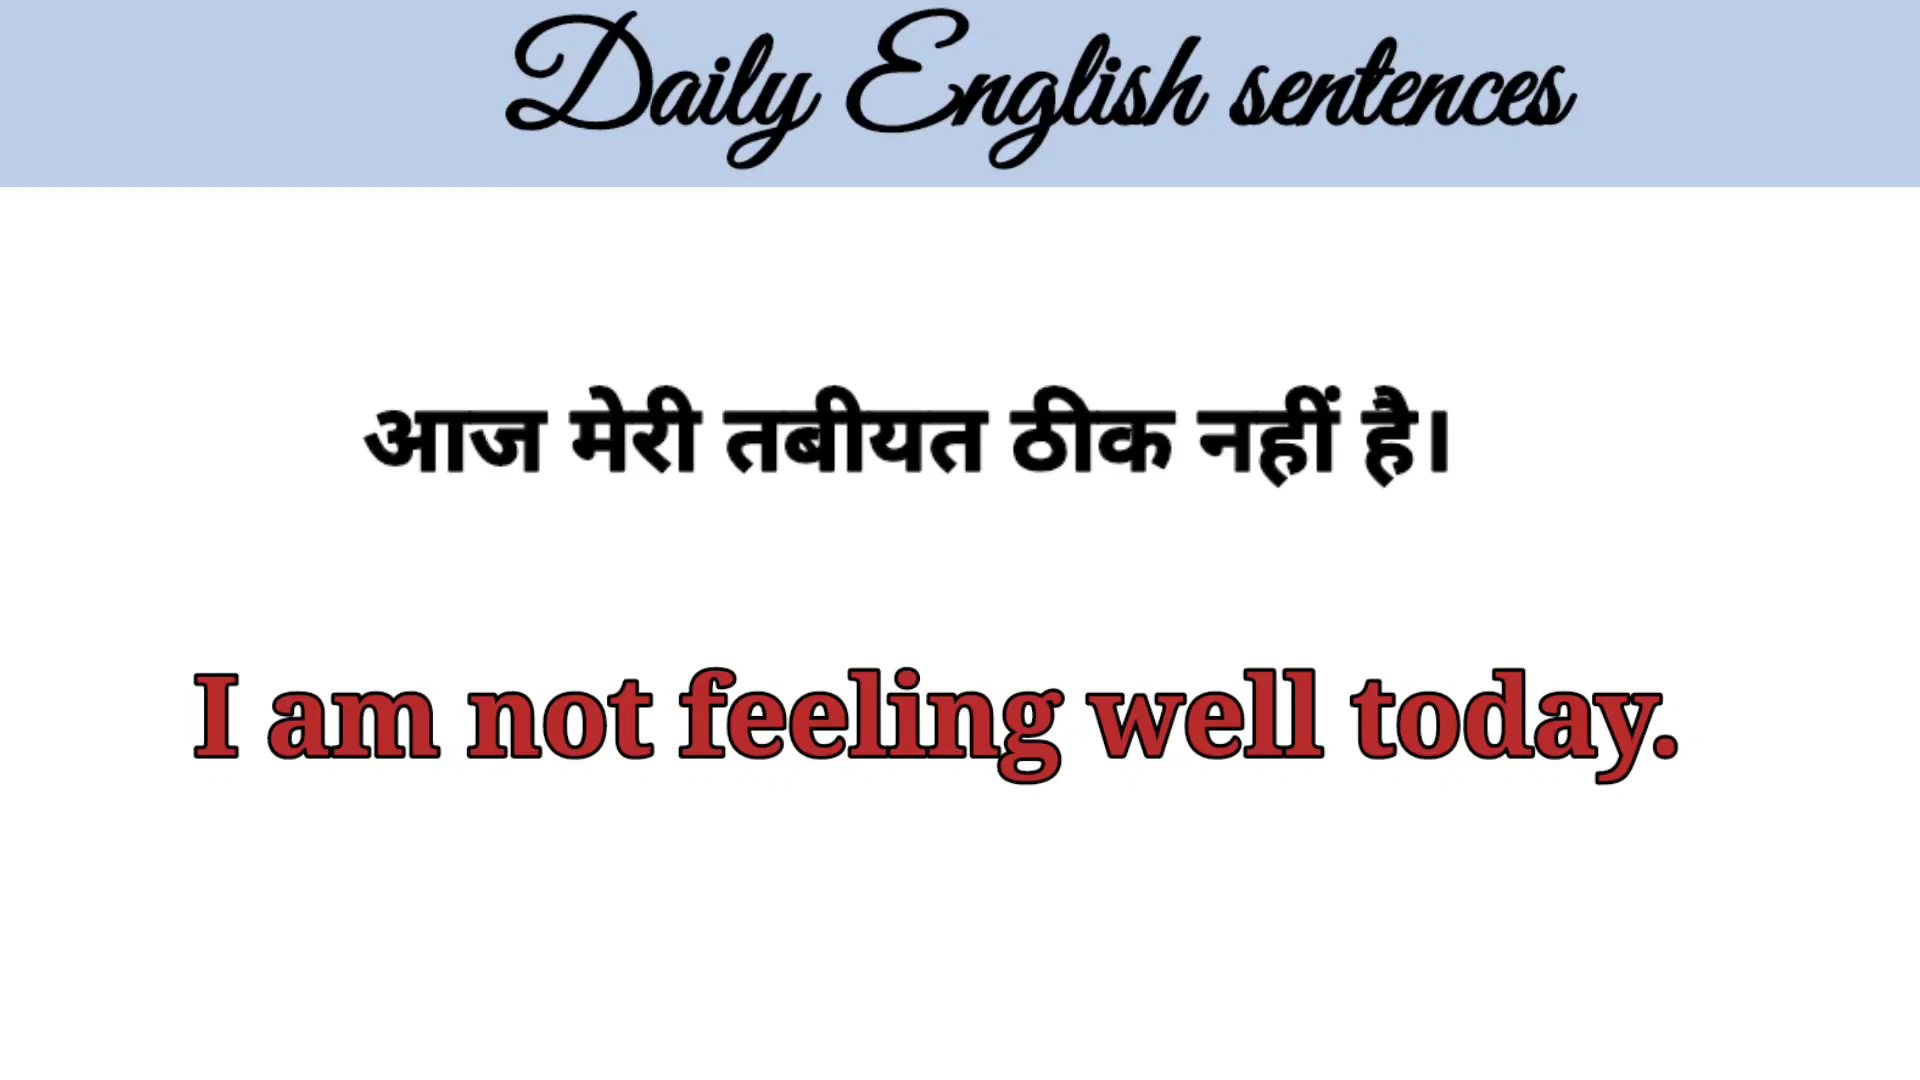 Daily English sentences
आज मेरी तबीयत ठीक नहीं है।
I am not feeling well today.